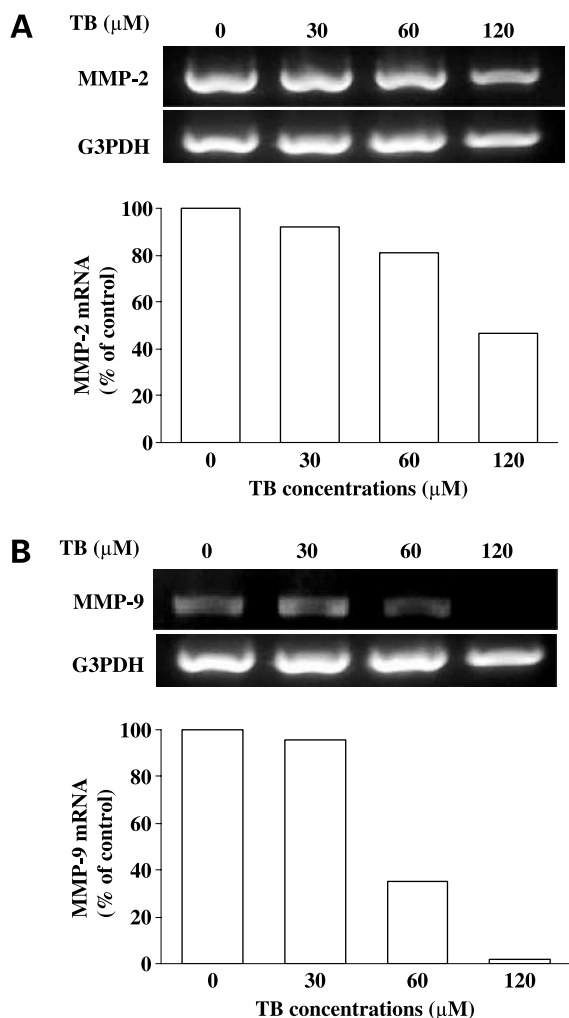 A
TB (μM) 0 30 60 120
MMP-2
G3PDH
MMP-2 mRNA
(% of control)
100
80
60
40
20
0
0 30 60 120
TB concentrations (μM)
B
TB (μM) 0 30 60 120
MMP-9
G3PDH
MMP-9 mRNA
(% of control)
100
80
60
40
20
0
0 30 60 120
TB concentrations (μM)